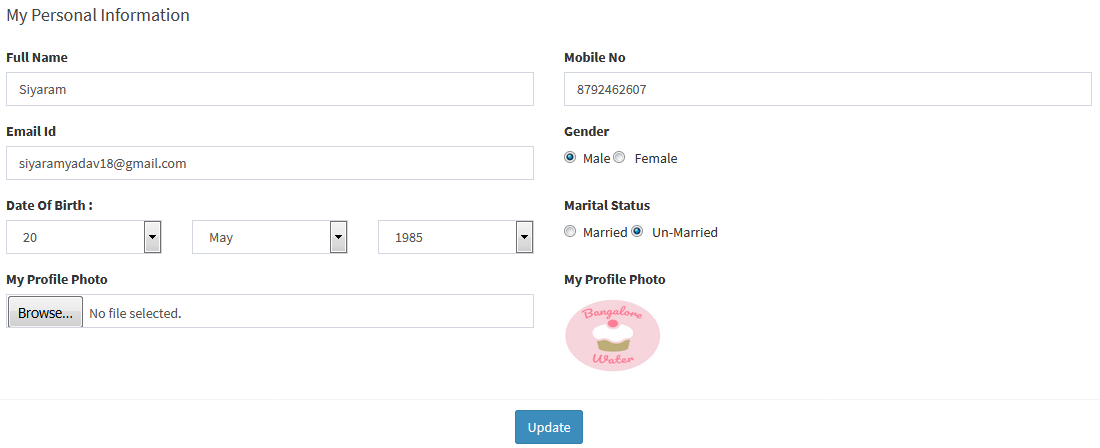 My Personal Information
Full Name
Mobile No
Siyaram
8792462607
Email Id
Gender
siyaramyadav18@gmail.com
Male Female
Date Of Birth :
Marital Status
20 May 1985
Married Un-Married
My Profile Photo
My Profile Photo
Browse... No file selected.
Bangalore
Water
Update